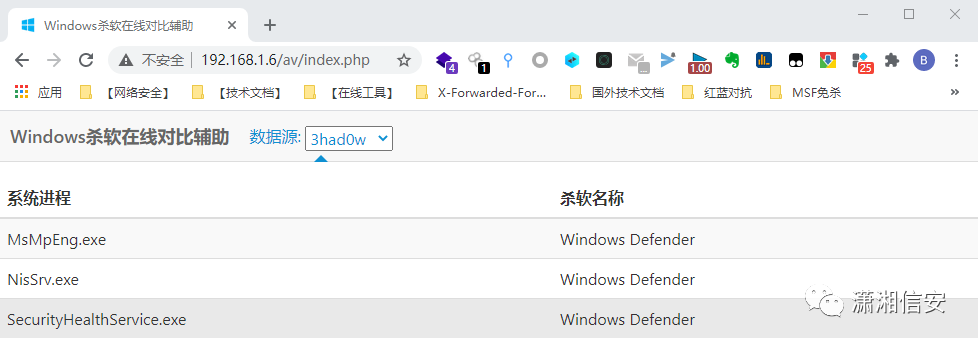 Windows杀软在线对比辅助
不安全 | 192.168.1.6/av/index.php
4
1
1.00
25
B
应用 【网络安全】 【技术文档】 【在线工具】 X-Forwarded-For... 国外技术文档 红蓝对抗 MSF免杀 »
Windows杀软在线对比辅助 数据源: 3had0w
系统进程 杀软名称
MsMpEng.exe Windows Defender
NisSrv.exe Windows Defender
SecurityHealthService.exe Windows Defender
潇湘信安